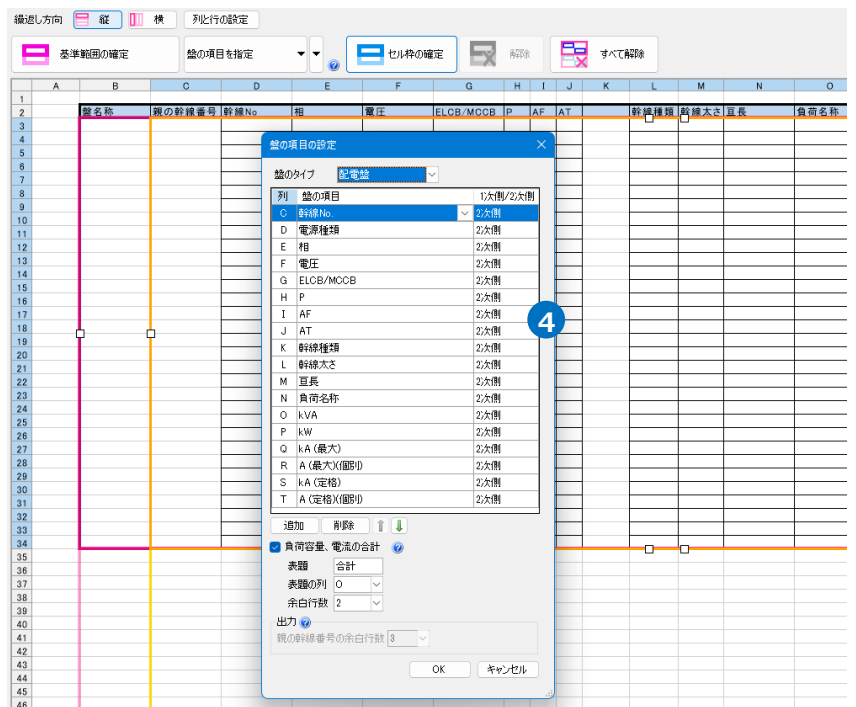 繰返し方向 縦 横 列と行の設定
基準範囲の確定 盤の項目を指定 セル枠の確定 解除 すべて解除
A B C D E F G H I J K L M N O
1
2 盤名称 親の幹線番号 幹線No 相 電圧 ELCB/MCCB P AF AT 幹線種類 幹線太さ 亘長 負荷名称
3
4
5
6
7
8
9
10
11
12
13
14
15
16
17
18
19
20
21
22
23
24
25
26
27
28
29
30
31
32
33
34
35
36
37
38
39
40
41
42
43
44
45
46
盤の項目の設定
盤のタイプ 配電盤
列 盤の項目 1次側/2次側
C 幹線No. 2次側
D 電源種類 2次側
E 相 2次側
F 電圧 2次側
G ELCB/MCCB 2次側
H P 2次側
I AF 2次側
J AT 2次側
K 幹線種類 2次側
L 幹線太さ 2次側
M 亘長 2次側
N 負荷名称 2次側
O kVA 2次側
P kW 2次側
Q kA (最大) 2次側
R A (最大)(個別) 2次側
S kA (定格) 2次側
T A (定格)(個別) 2次側
4
追加 削除
負荷容量、電流の合計
表題 合計
表題の列 O
余白行数 2
出力
親の幹線番号の余白行数 3
OK キャンセル